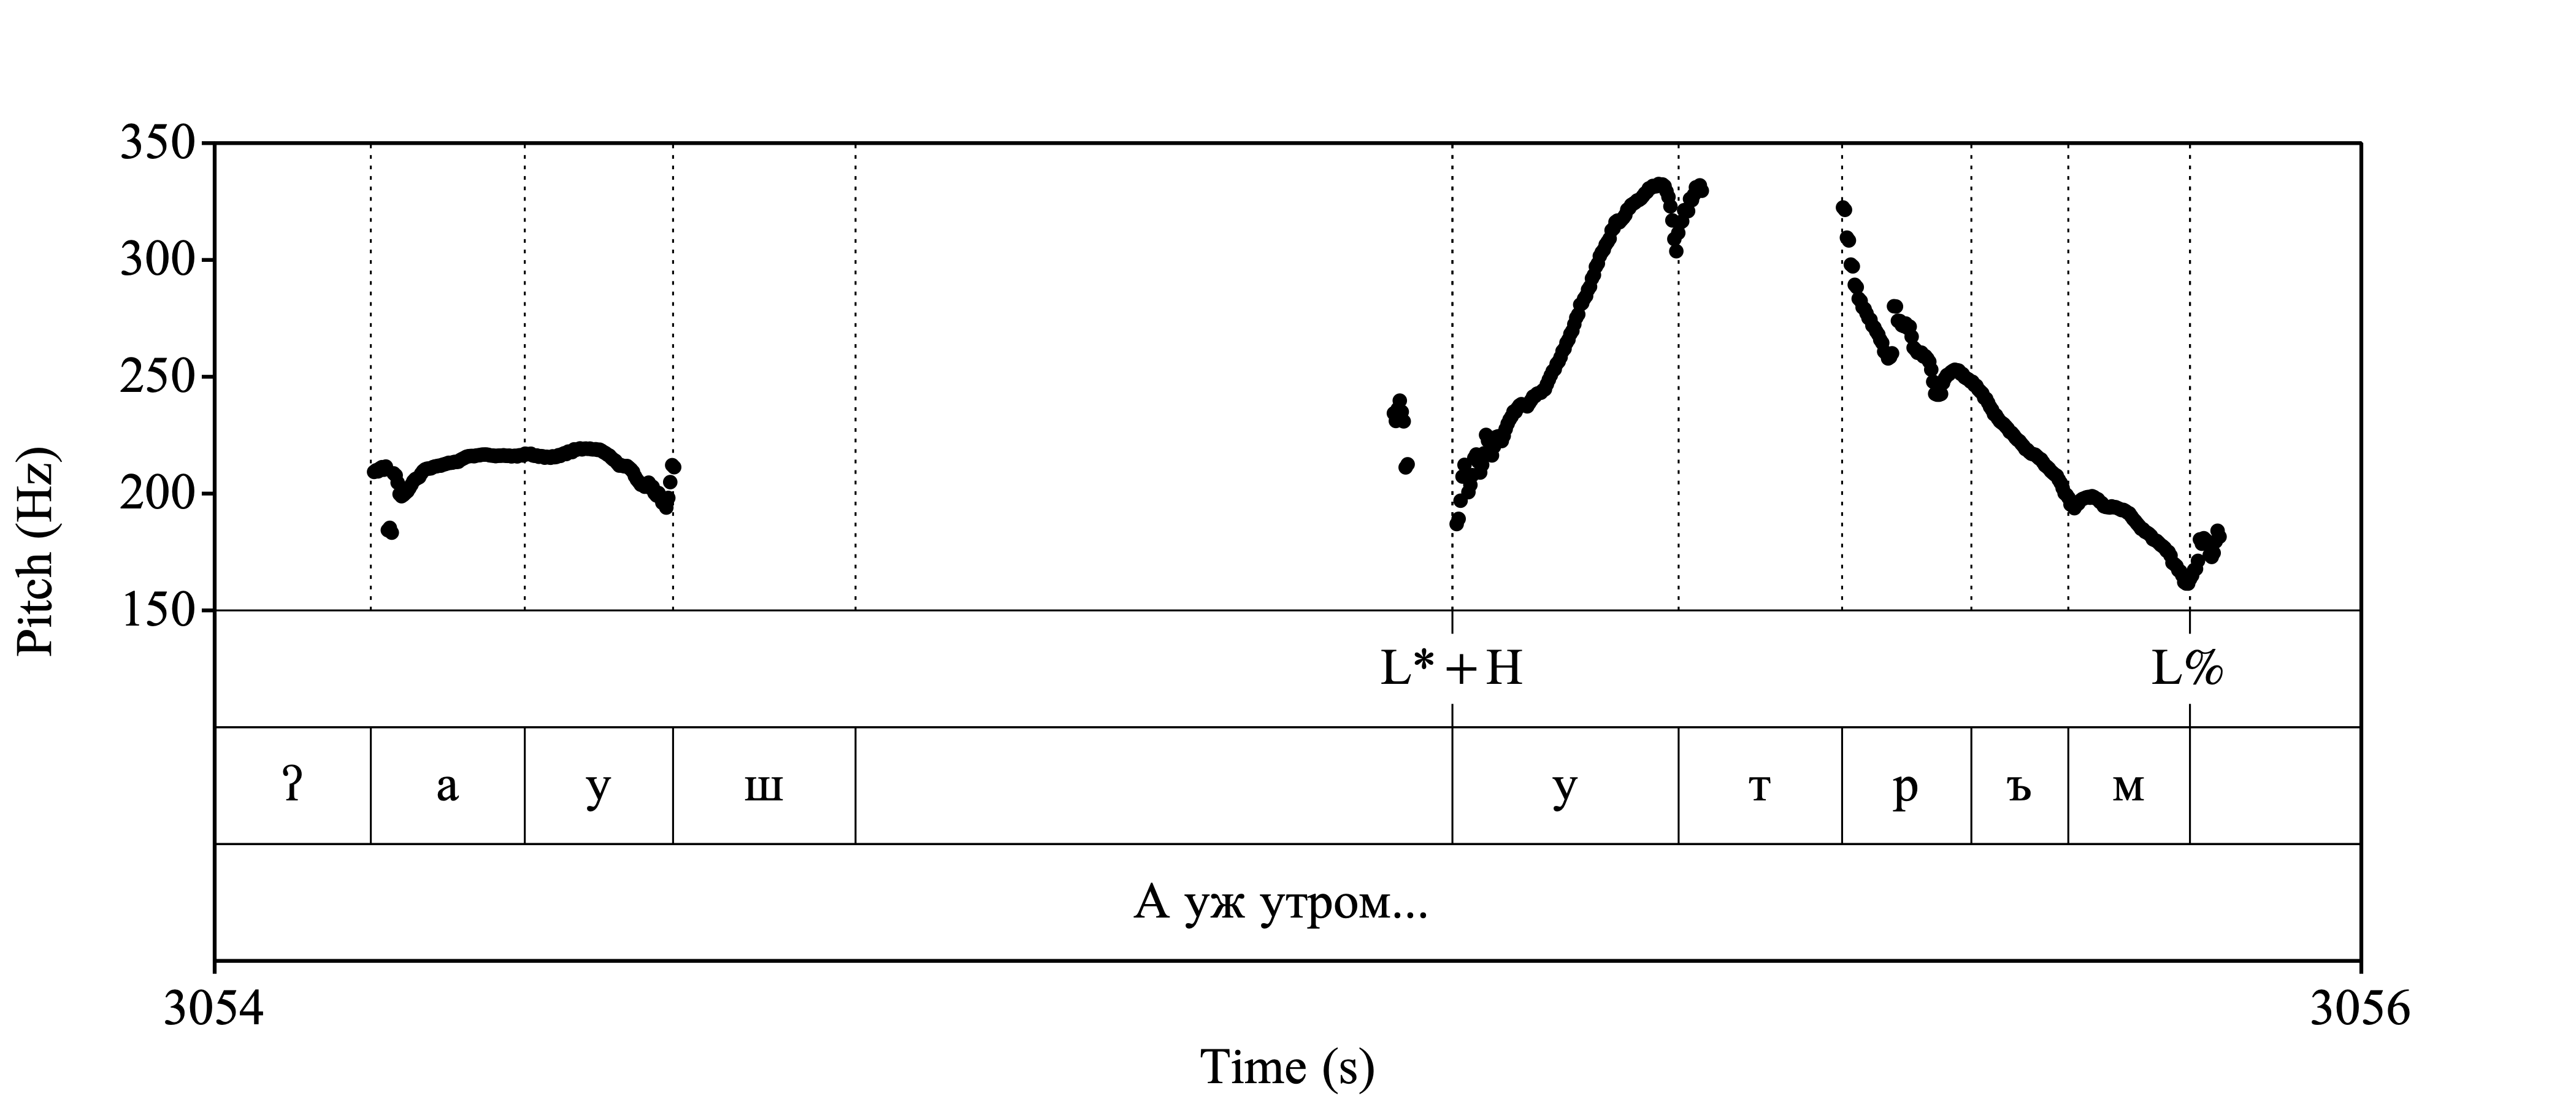 350
300
250
200
150
Pitch (Hz)
L*+H L%
ʔ а у ш у т р ъ м
А уж утром...
3054 3056
Time (s)